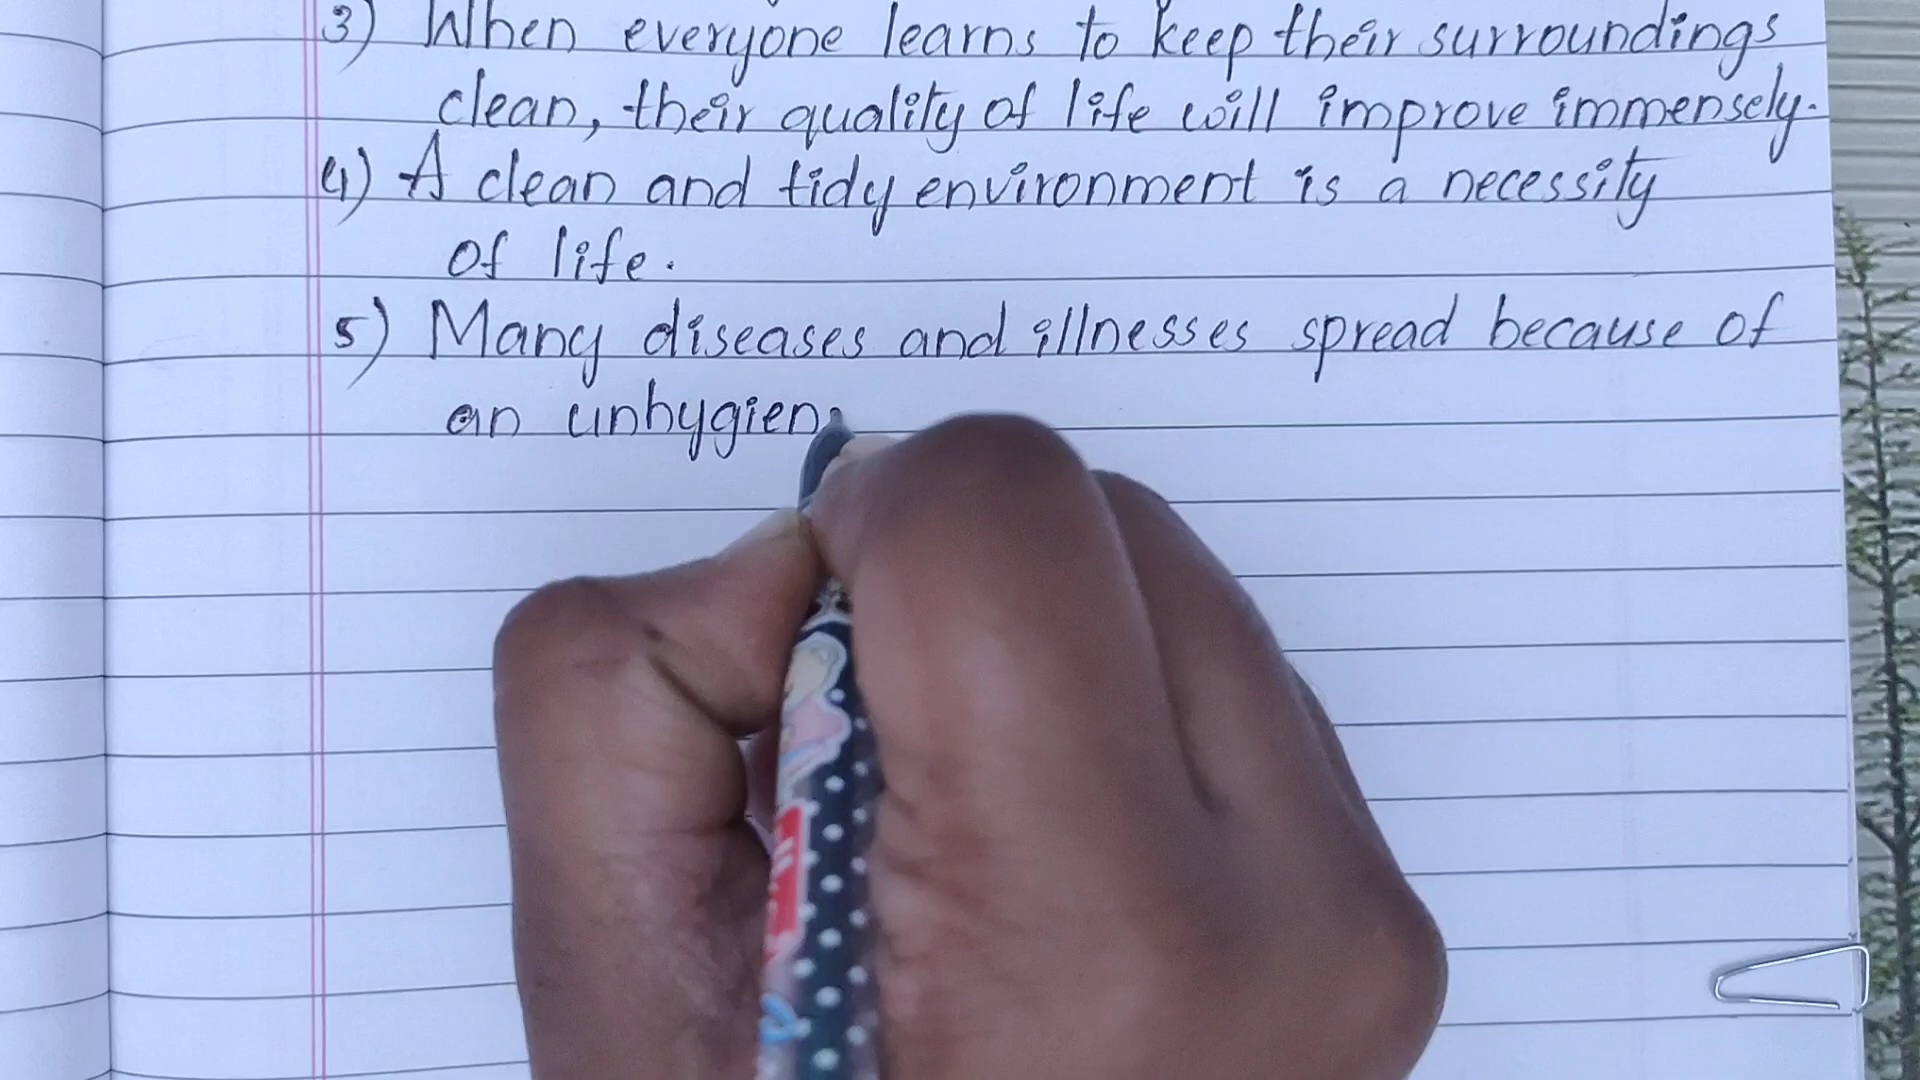 3) When everyone learns to keep their surroundings
clean, their quality of life will improve immensely.
4) A clean and tidy environment is a necessity
of life.
5) Many diseases and illnesses spread because of
an unhygien